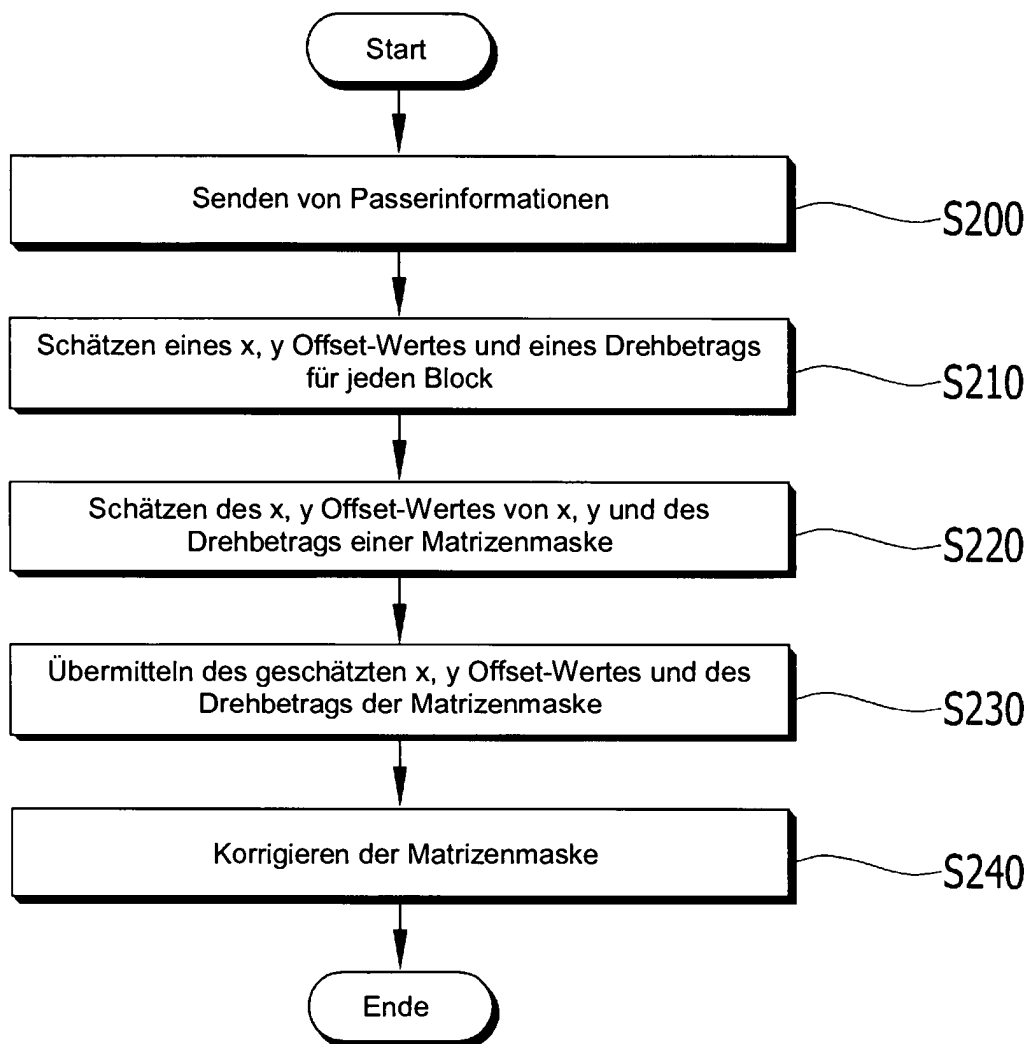 Start
Senden von Passerinformationen
S200
Schätzen eines x, y Offset-Wertes und eines Drehbetrags
für jeden Block
S210
Schätzen des x, y Offset-Wertes von x, y und des
Drehbetrags einer Matrizenmaske
S220
Übermitteln des geschätzten x, y Offset-Wertes und des
Drehbetrags der Matrizenmaske
S230
Korrigieren der Matrizenmaske
S240
Ende